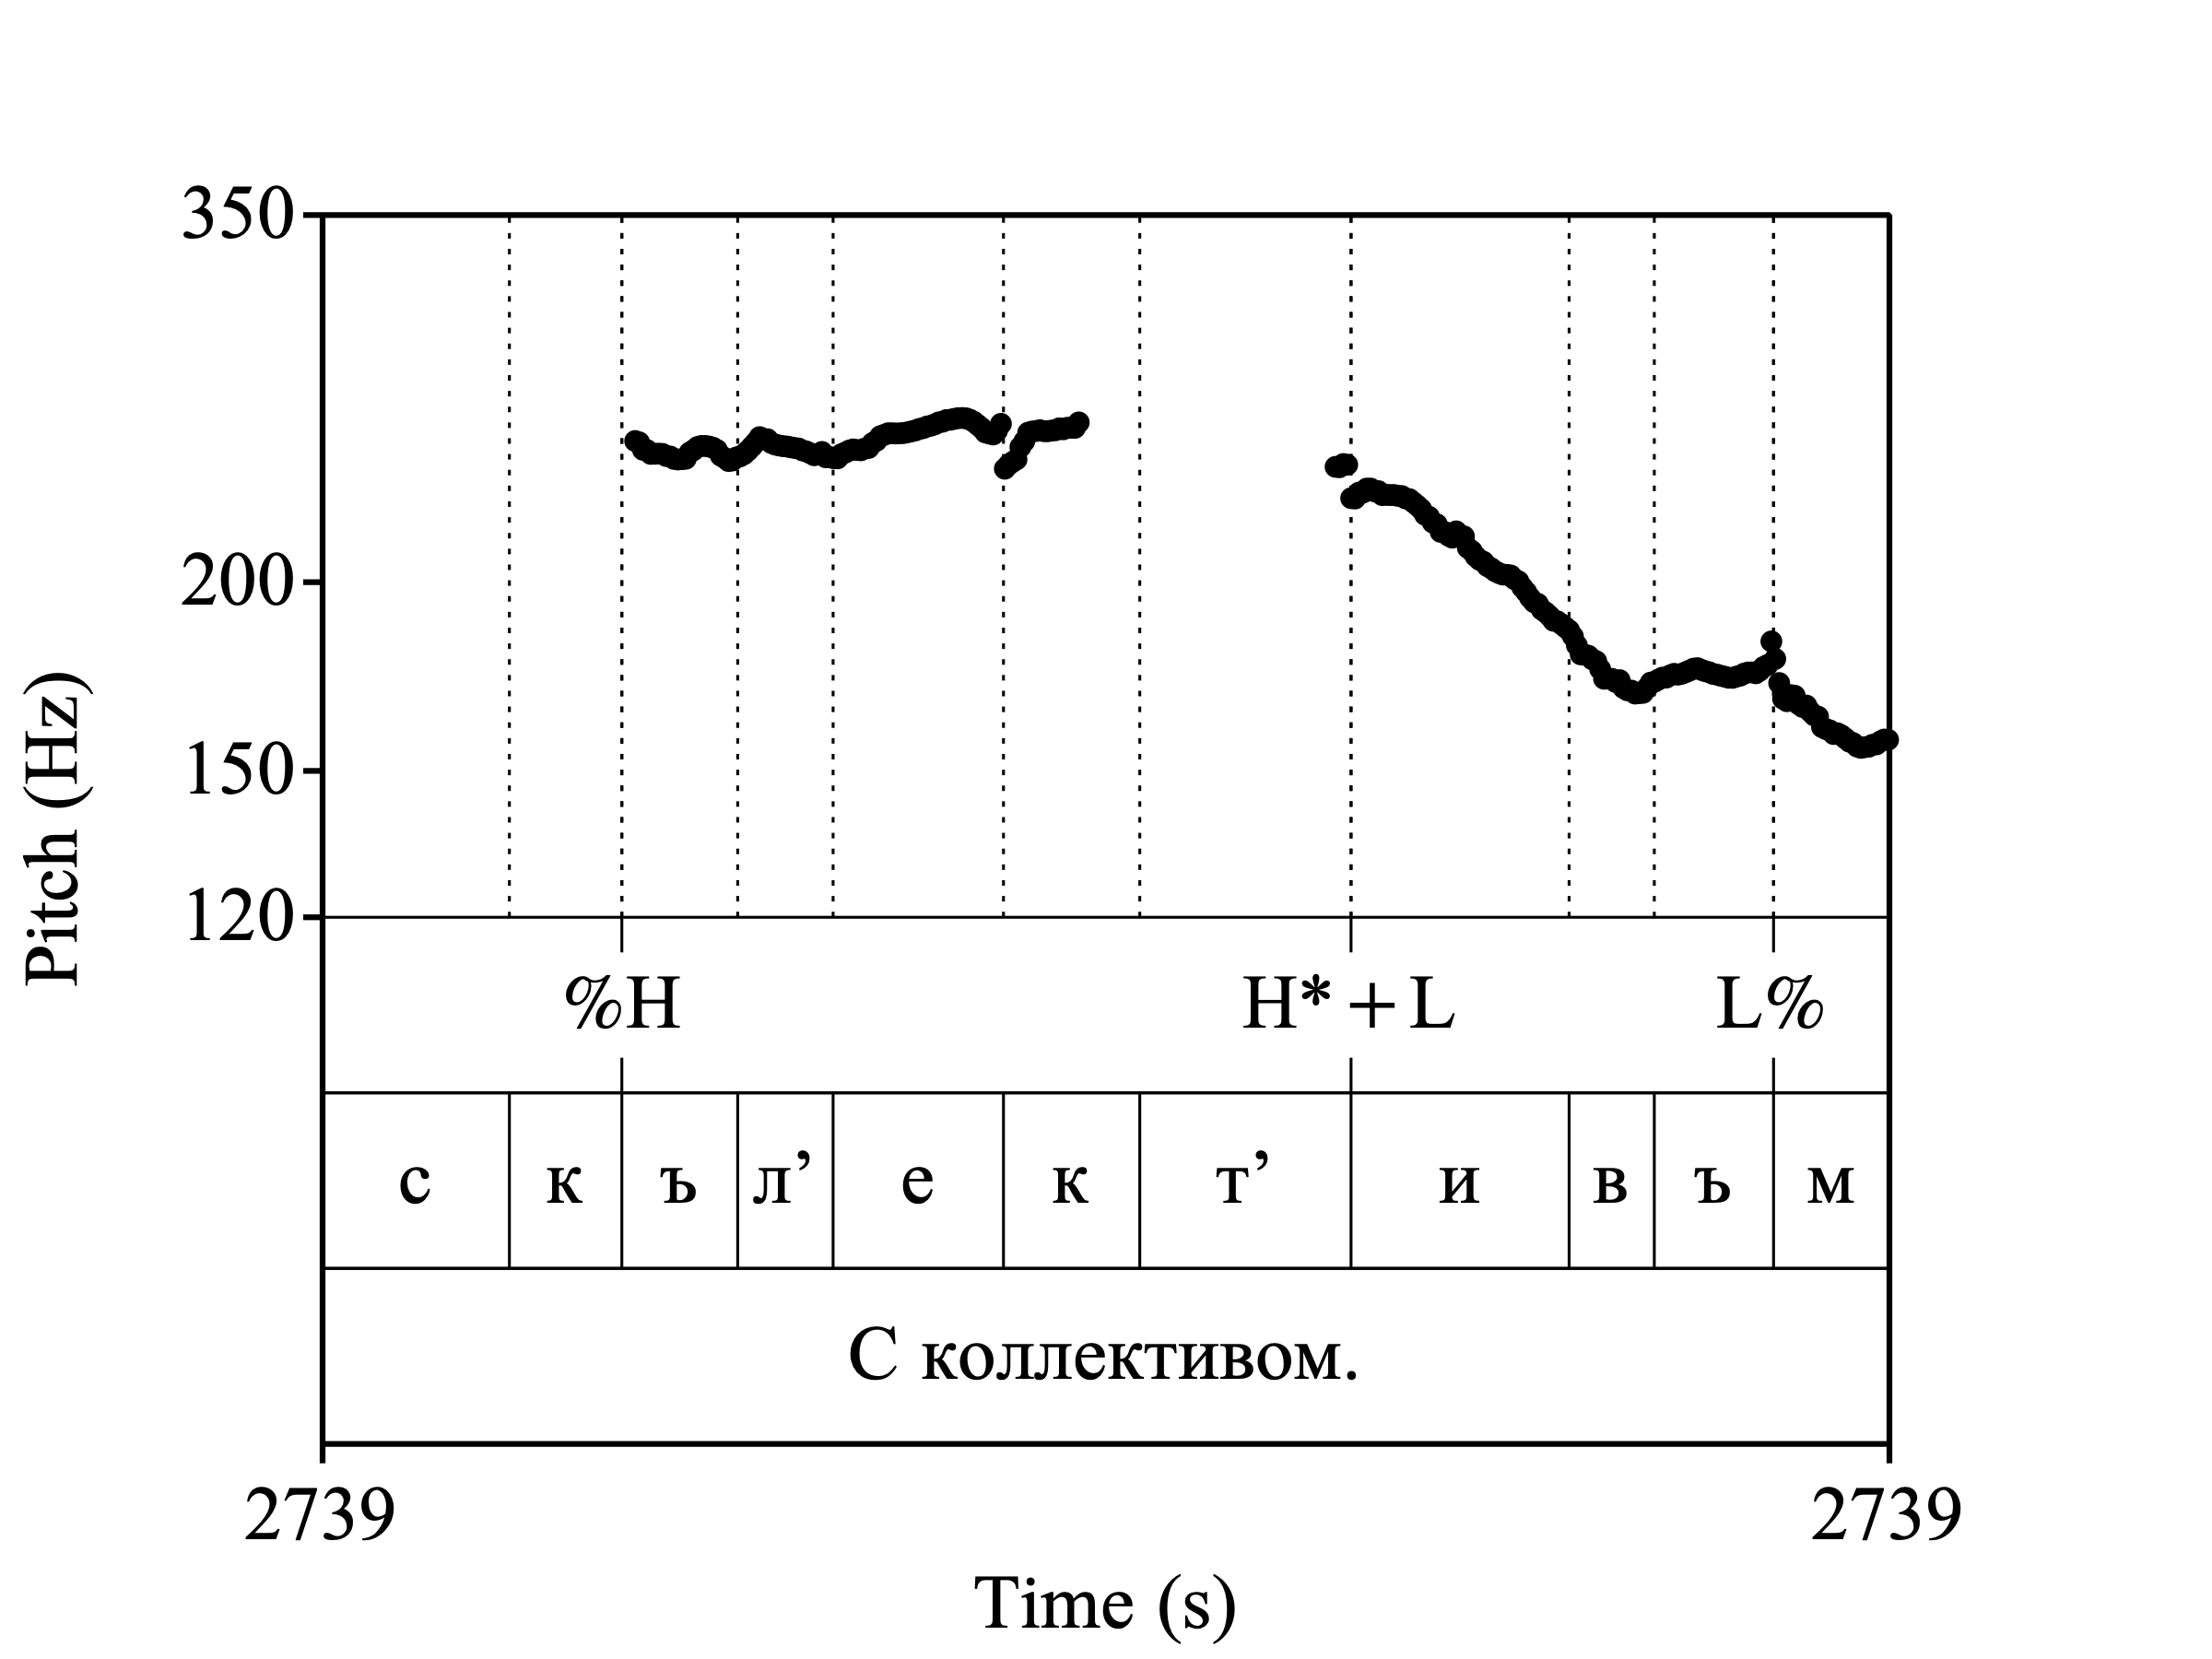 350
200
150
120
Pitch (Hz)
%H H*+L L%
с к ъ л’ е к т’ и в ъ м
С коллективом.
2739 2739
Time (s)